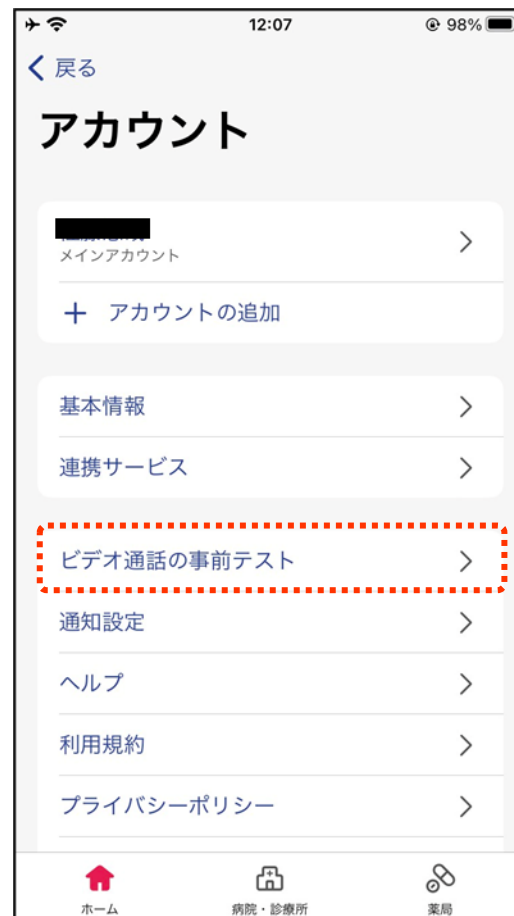 12:07
98%
戻る
アカウント
メインアカウント
アカウントの追加
基本情報
連携サービス
ビデオ通話の事前テスト
通知設定
ヘルプ
利用規約
プライバシーポリシー
ホーム
病院・診療所
薬局